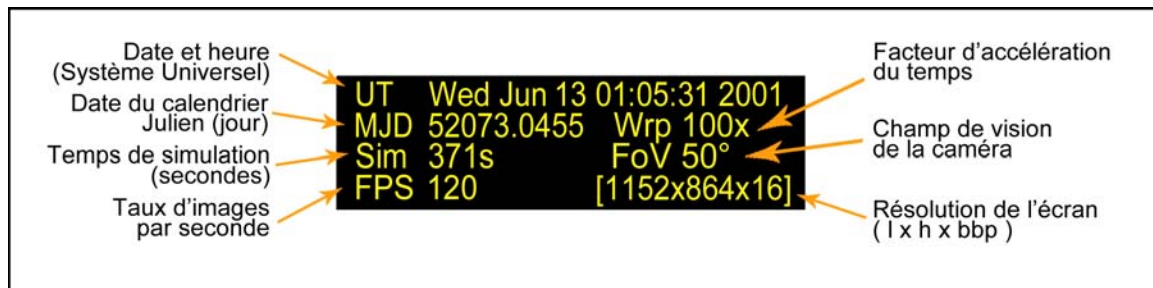 Date et heure
(Système Universel)
Date du calendrier
Julien (jour)
Temps de simulation
(secondes)
Taux d'images
par seconde
UT Wed Jun 13 01:05:31 2001
MJD 52073.0455 Wrp 100x
Sim 371s FoV 50°
FPS 120 [1152x864x16]
Facteur d'accélération
du temps
Champ de vision
de la caméra
Résolution de l'écran
( l x h x bbp )